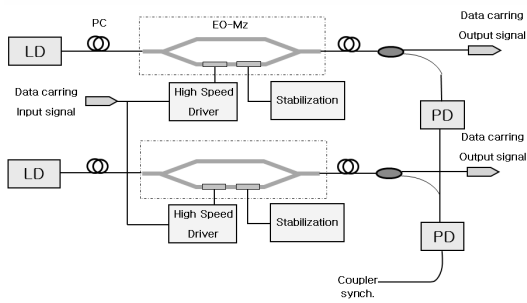 PC
EO-Mz
Data carring
Output signal
LD
Data carring
Input signal
High Speed
Driver
Stabilization
PD
Data carring
Output signal
LD
High Speed
Driver
Stabilization
PD
Coupler
synch.